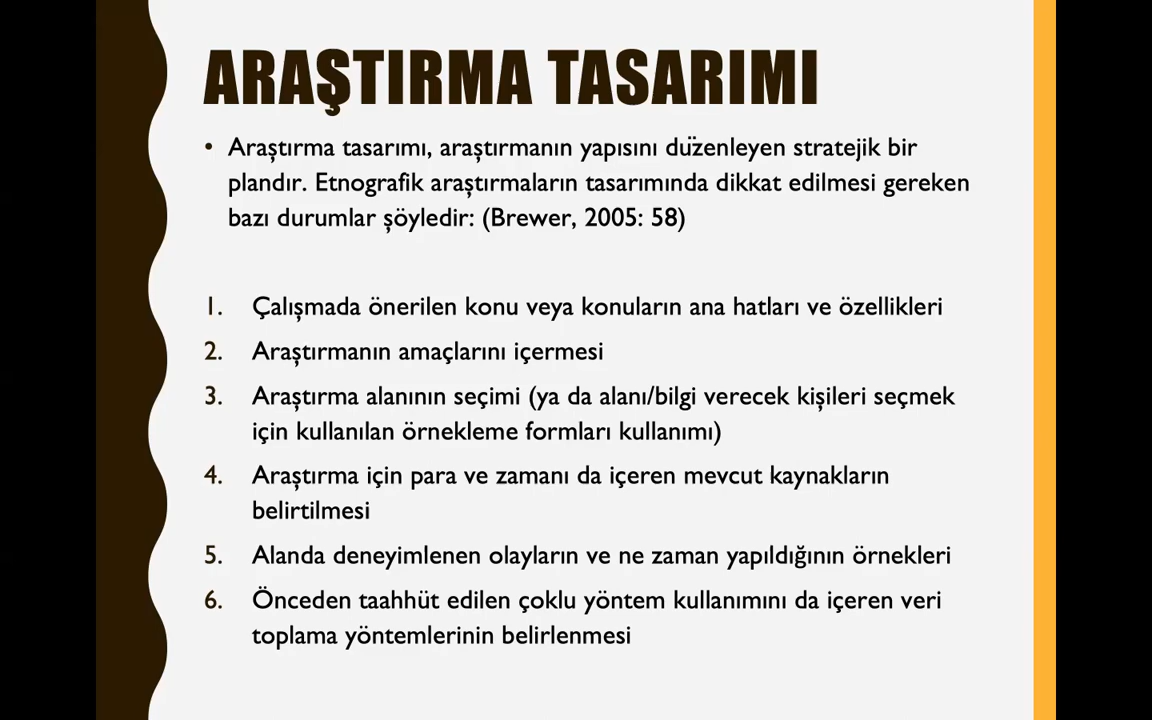 ARAŞTIRMA TASARIMI
• Araştırma tasarımı, araştırmanın yapısını düzenleyen stratejik bir
plandır. Etnografik araştırmaların tasarımında dikkat edilmesi gereken
bazı durumlar şöyledir: (Brewer, 2005: 58)
1. Çalışmada önerilen konu veya konuların ana hatları ve özellikleri
2. Araştırmanın amaçlarını içermesi
3. Araştırma alanının seçimi (ya da alanı/bilgi verecek kişileri seçmek
için kullanılan örnekleme formları kullanımı)
4. Araştırma için para ve zamanı da içeren mevcut kaynakların
belirtilmesi
5. Alanda deneyimlenen olayların ve ne zaman yapıldığının örnekleri
6. Önceden taahhüt edilen çoklu yöntem kullanımını da içeren veri
toplama yöntemlerinin belirlenmesi